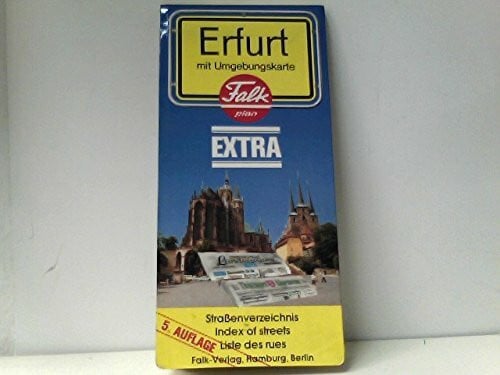 Erfurt
mit Umgebungskarte
Falk
plan
EXTRA
5. AUFLAGE
Straßenverzeichnis
Index of streets
Liste des rues
Falk-Verlag, Hamburg, Berlin